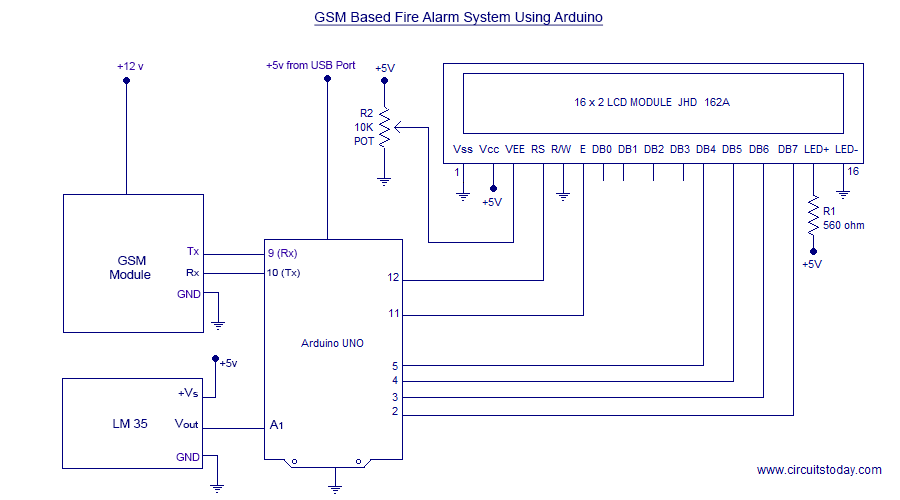 GSM Based Fire Alarm System Using Arduino
+12 v
+5v from USB Port
+5V
R2
10K
POT
16 x 2 LCD MODULE JHD 162A
Vss Vcc VEE RS R/W E DB0 DB1 DB2 DB3 DB4 DB5 DB6 DB7 LED+ LED-
1
16
+5V
R1
560 ohm
+5V
GSM
Module
Tx
Rx
GND
9 (Rx)
10 (Tx)
12
11
Arduino UNO
5
4
3
2
+5v
LM 35
+Vs
Vout
GND
A1
www.circuitstoday.com